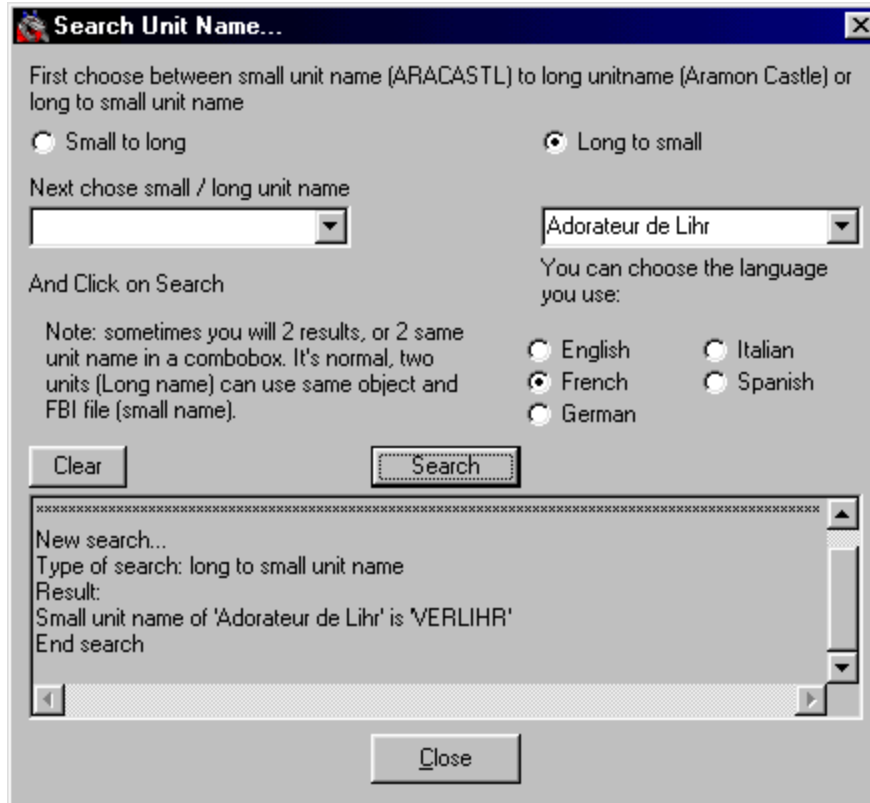 Search Unit Name...
First choose between small unit name (ARACASTL) to long unitname (Aramon Castle) or
long to small unit name
Small to long
Long to small
Next chose small / long unit name
Adorateur de Lihr
And Click on Search
You can choose the language
you use:
Note: sometimes you will 2 results, or 2 same
unit name in a combobox. It's normal, two
units (Long name) can use same object and
FBI file (small name).
English
Italian
French
Spanish
German
Clear
Search
New search...
Type of search: long to small unit name
Result:
Small unit name of 'Adorateur de Lihr' is 'VERLIHR'
End search
Close